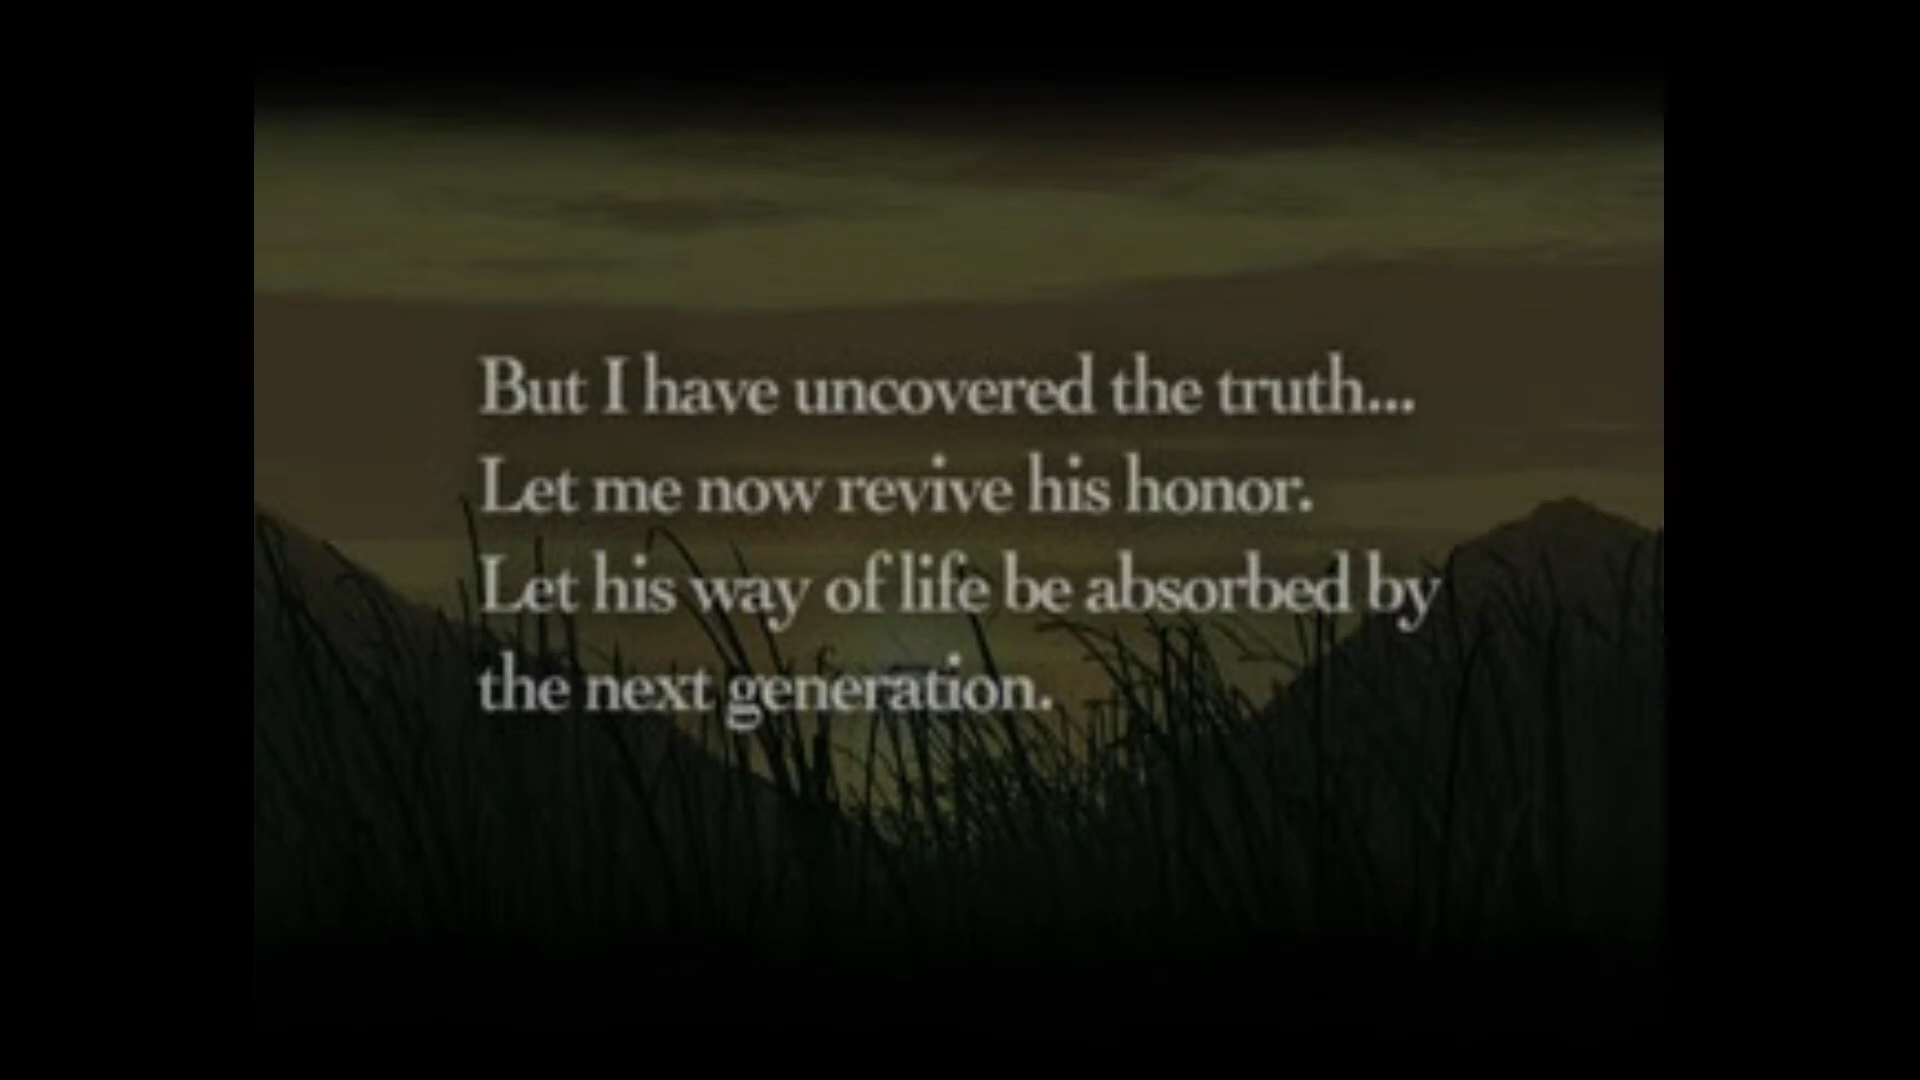 But I have uncovered the truth...
Let me now revive his honor.
Let his way of life be absorbed by
the next generation.